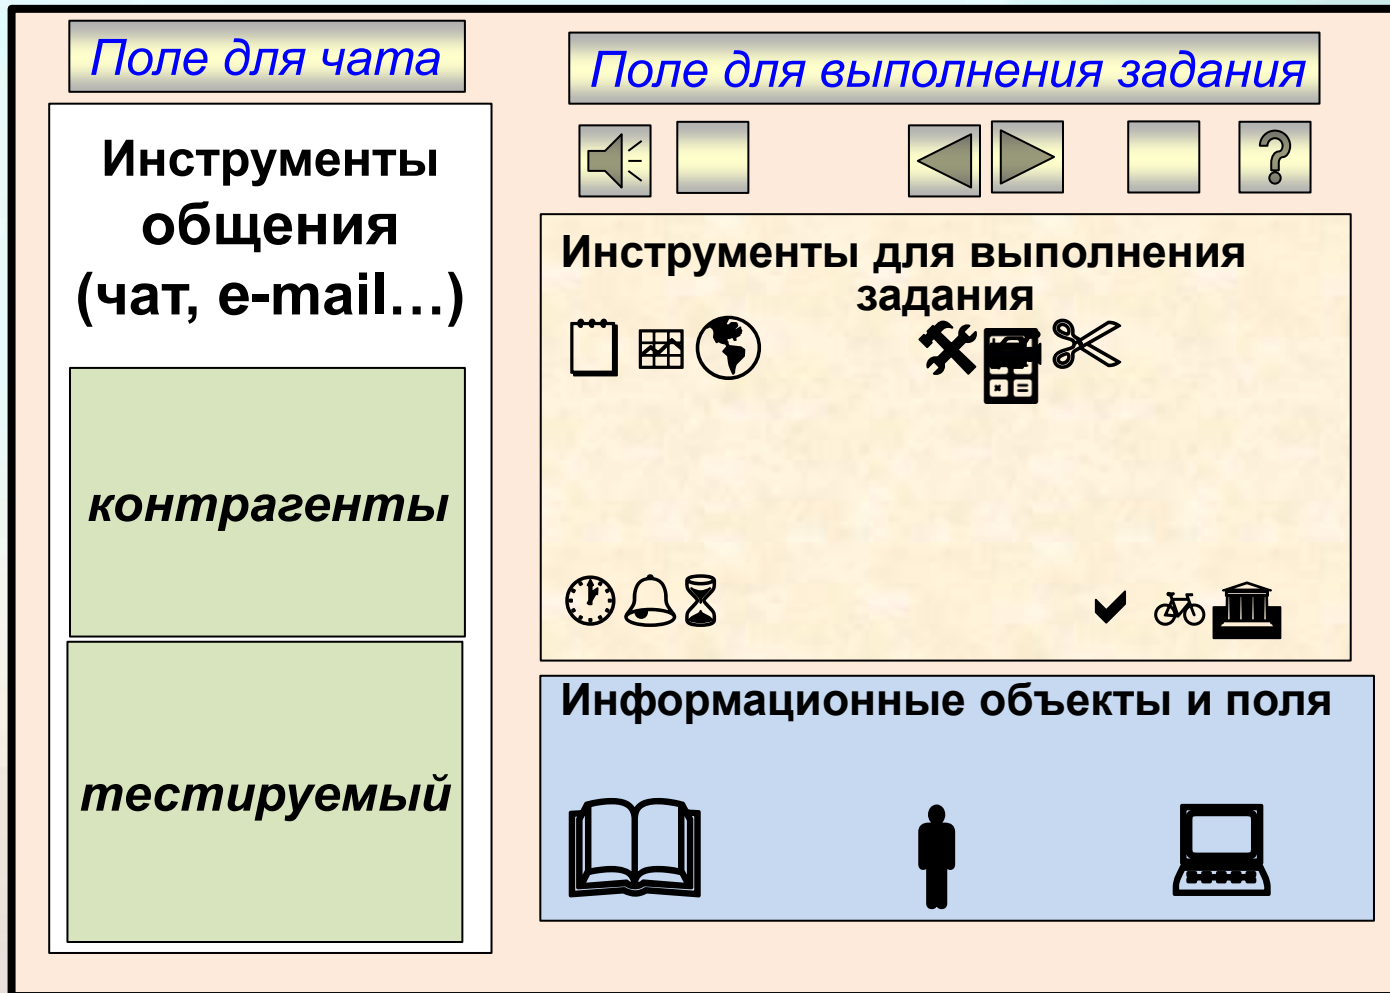 Поле для чата
Поле для выполнения задания
Инструменты
общения
(чат, e-mail…)
контрагенты
тестируемый
Инструменты для выполнения
задания
Информационные объекты и поля